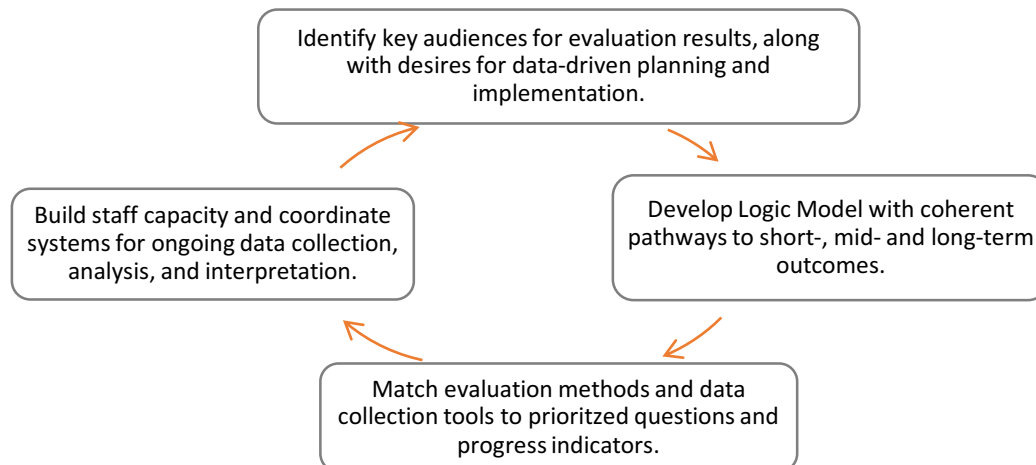 Identify key audiences for evaluation results, along
with desires for data-driven planning and
implementation.
Develop Logic Model with coherent
pathways to short-, mid- and long-term
outcomes.
Match evaluation methods and data
collection tools to prioritzed questions and
progress indicators.
Build staff capacity and coordinate
systems for ongoing data collection,
analysis, and interpretation.